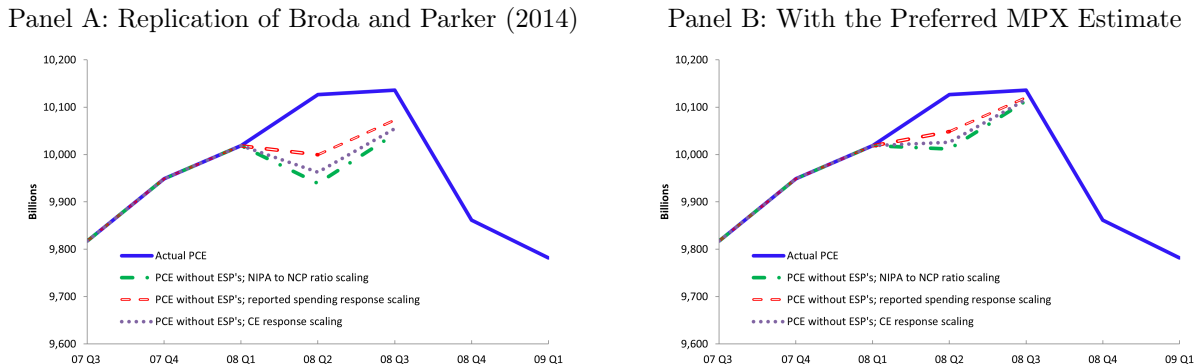 Panel A: Replication of Broda and Parker (2014)
10,200
10,100
10,000
9,900
9,800
9,700
9,600
Billions
Actual PCE
PCE without ESP's; NIPA to NCP ratio scaling
PCE without ESP's; reported spending response scaling
PCE without ESP's; CE response scaling
07 Q3 07 Q4 08 Q1 08 Q2 08 Q3 08 Q4 09 Q1
Panel B: With the Preferred MPX Estimate
10,200
10,100
10,000
9,900
9,800
9,700
9,600
Billions
Actual PCE
PCE without ESP's; NIPA to NCP ratio scaling
PCE without ESP's; reported spending response scaling
PCE without ESP's; CE response scaling
07 Q3 07 Q4 08 Q1 08 Q2 08 Q3 08 Q4 09 Q1